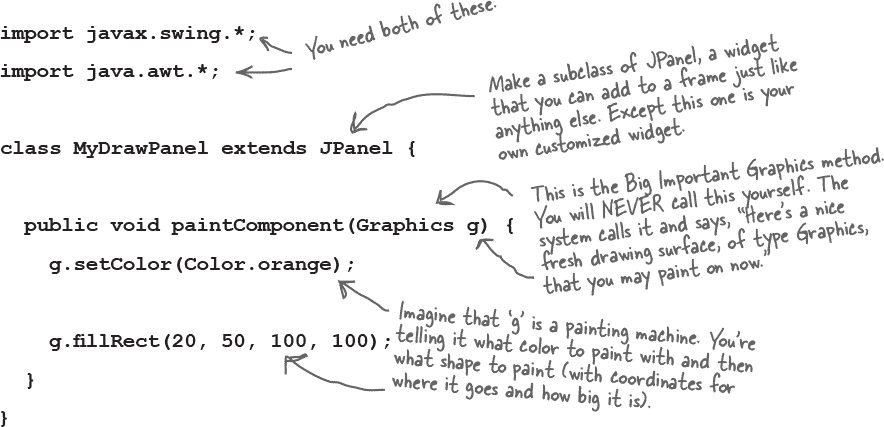 import javax.swing.*;
You need both of these.
import java.awt.*;
Make a subclass of JPanel, a widget
that you can add to a frame just like
anything else. Except this one is your
own customized widget.
class MyDrawPanel extends JPanel {
This is the Big Important Graphics method.
You will NEVER call this yourself. The
system calls it and says, “Here’s a nice
fresh drawing surface, of type Graphics,
that you may paint on now.”
public void paintComponent(Graphics g) {
g.setColor(Color.orange);
Imagine that ‘g’ is a painting machine. You’re
telling it what color to paint with and then
what shape to paint (with coordinates for
where it goes and how big it is).
g.fillRect(20, 50, 100, 100);
}
}